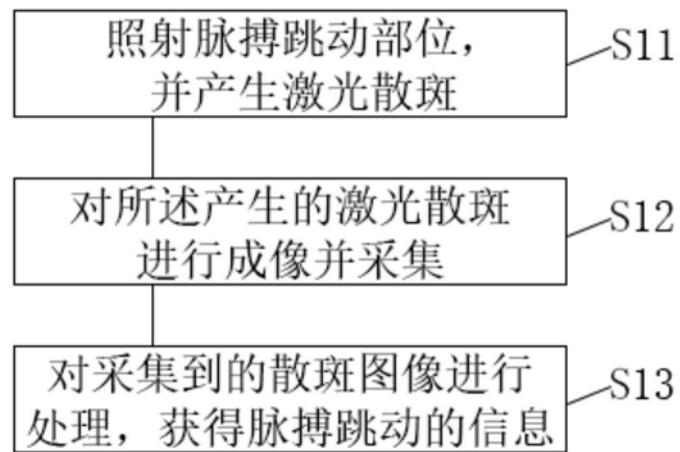 照射脉搏跳动部位，
并产生激光散斑
S11
对所述产生的激光散斑
进行成像并采集
S12
对采集到的散斑图像进行
处理，获得脉搏跳动的信息
S13